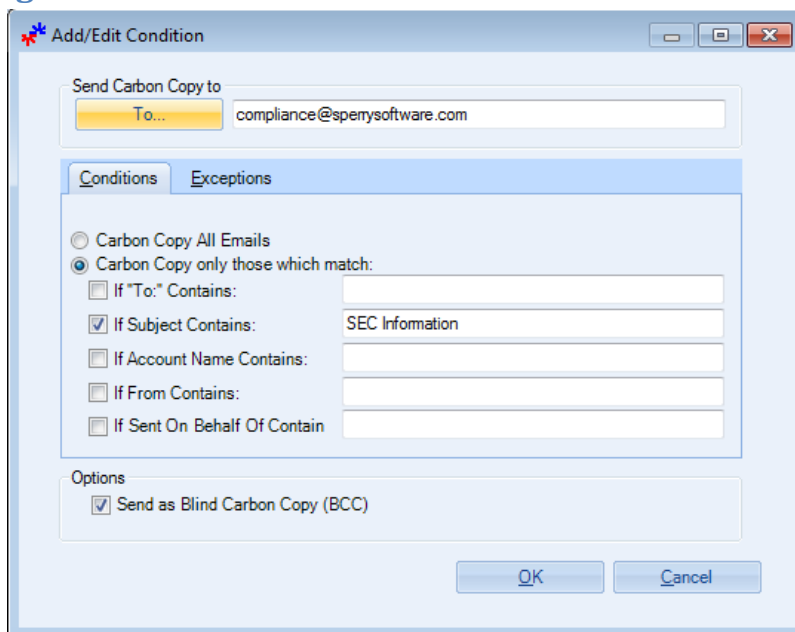 Add/Edit Condition
Send Carbon Copy to
To... compliance@sperrysoftware.com
Conditions Exceptions
Carbon Copy All Emails
Carbon Copy only those which match:
If "To:" Contains:
If Subject Contains: SEC Information
If Account Name Contains:
If From Contains:
If Sent On Behalf Of Contain
Options
Send as Blind Carbon Copy (BCC)
OK Cancel